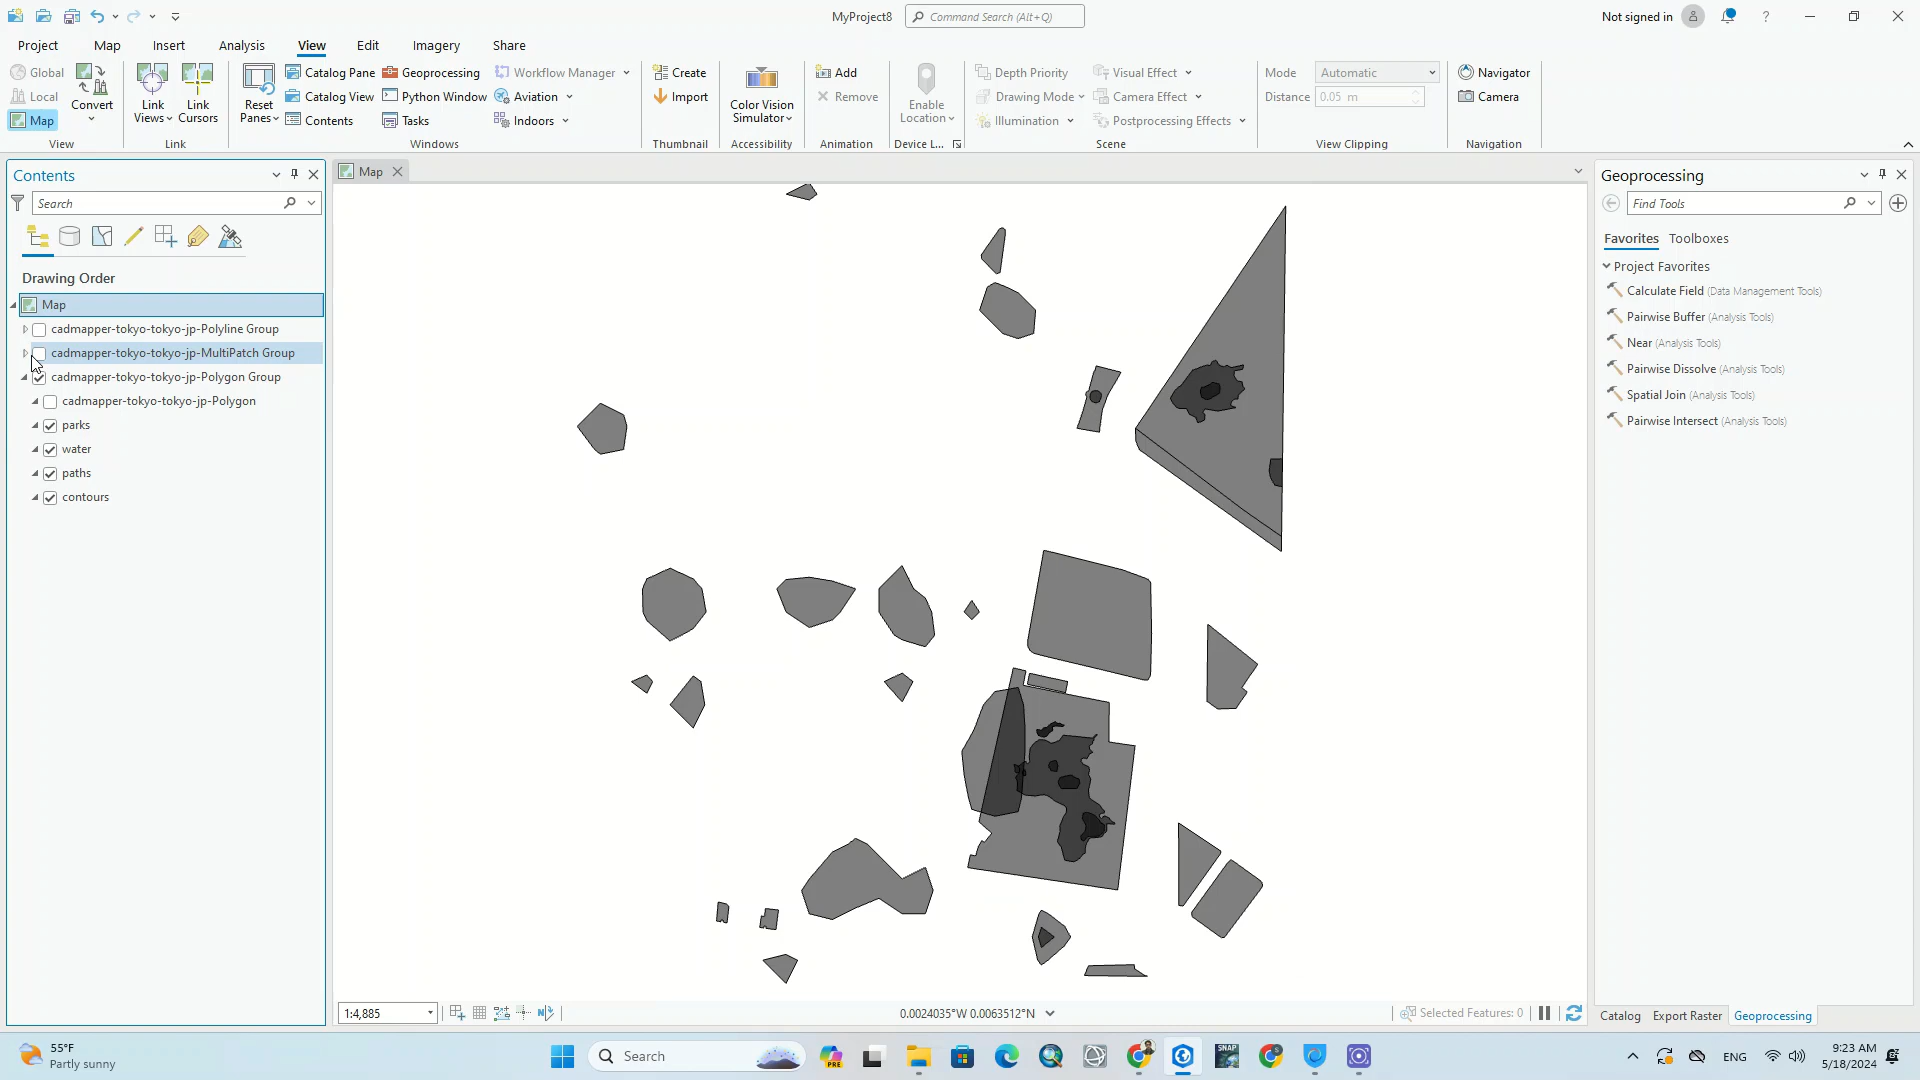 MyProject8
Command Search (Alt+Q)
Not signed in
Project Map Insert Analysis View Edit Imagery Share
Global
Local
Map
Convert
View
Link Views
Link Cursors
Link
Reset Panes
Catalog Pane
Catalog View
Contents
Geoprocessing
Python Window
Tasks
Workflow Manager
Aviation
Indoors
Windows
Create
Import
Thumbnail
Color Vision Simulator
Accessibility
Add
Remove
Animation
Enable Location
Device L...
Depth Priority
Drawing Mode
Illumination
Visual Effect
Camera Effect
Postprocessing Effects
Scene
Mode Automatic
Distance 0.05 m
View Clipping
Navigator
Camera
Navigation
Contents
Search
Drawing Order
Map
cadmapper-tokyo-tokyo-jp-Polyline Group
cadmapper-tokyo-tokyo-jp-MultiPatch Group
cadmapper-tokyo-tokyo-jp-Polygon Group
cadmapper-tokyo-tokyo-jp-Polygon
parks
water
paths
contours
Map
1:4,885
0.0024035°W 0.0063512°N
Selected Features: 0
Geoprocessing
Find Tools
Favorites Toolboxes
Project Favorites
Calculate Field (Data Management Tools)
Pairwise Buffer (Analysis Tools)
Near (Analysis Tools)
Pairwise Dissolve (Analysis Tools)
Spatial Join (Analysis Tools)
Pairwise Intersect (Analysis Tools)
Catalog Export Raster Geoprocessing
55°F
Partly sunny
Search
PRE
SNAP
ENG
9:23 AM
5/18/2024